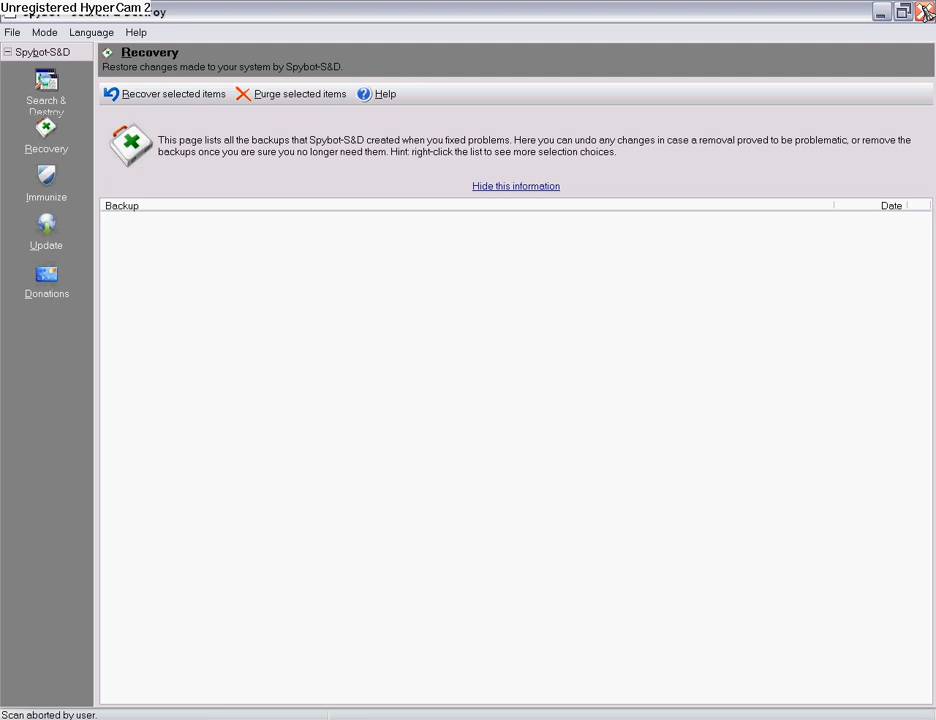 Unregistered HyperCam 2
File Mode Language Help
Spybot-S&D
Recovery
Restore changes made to your system by Spybot-S&D.
Recover selected items Purge selected items Help
Search &
Destroy
Recovery
Immunize
Update
Donations
This page lists all the backups that Spybot-S&D created when you fixed problems. Here you can undo any changes in case a removal proved to be problematic, or remove the
backups once you are sure you no longer need them. Hint: right-click the list to see more selection choices.
Hide this information
Backup Date
Scan aborted by user.